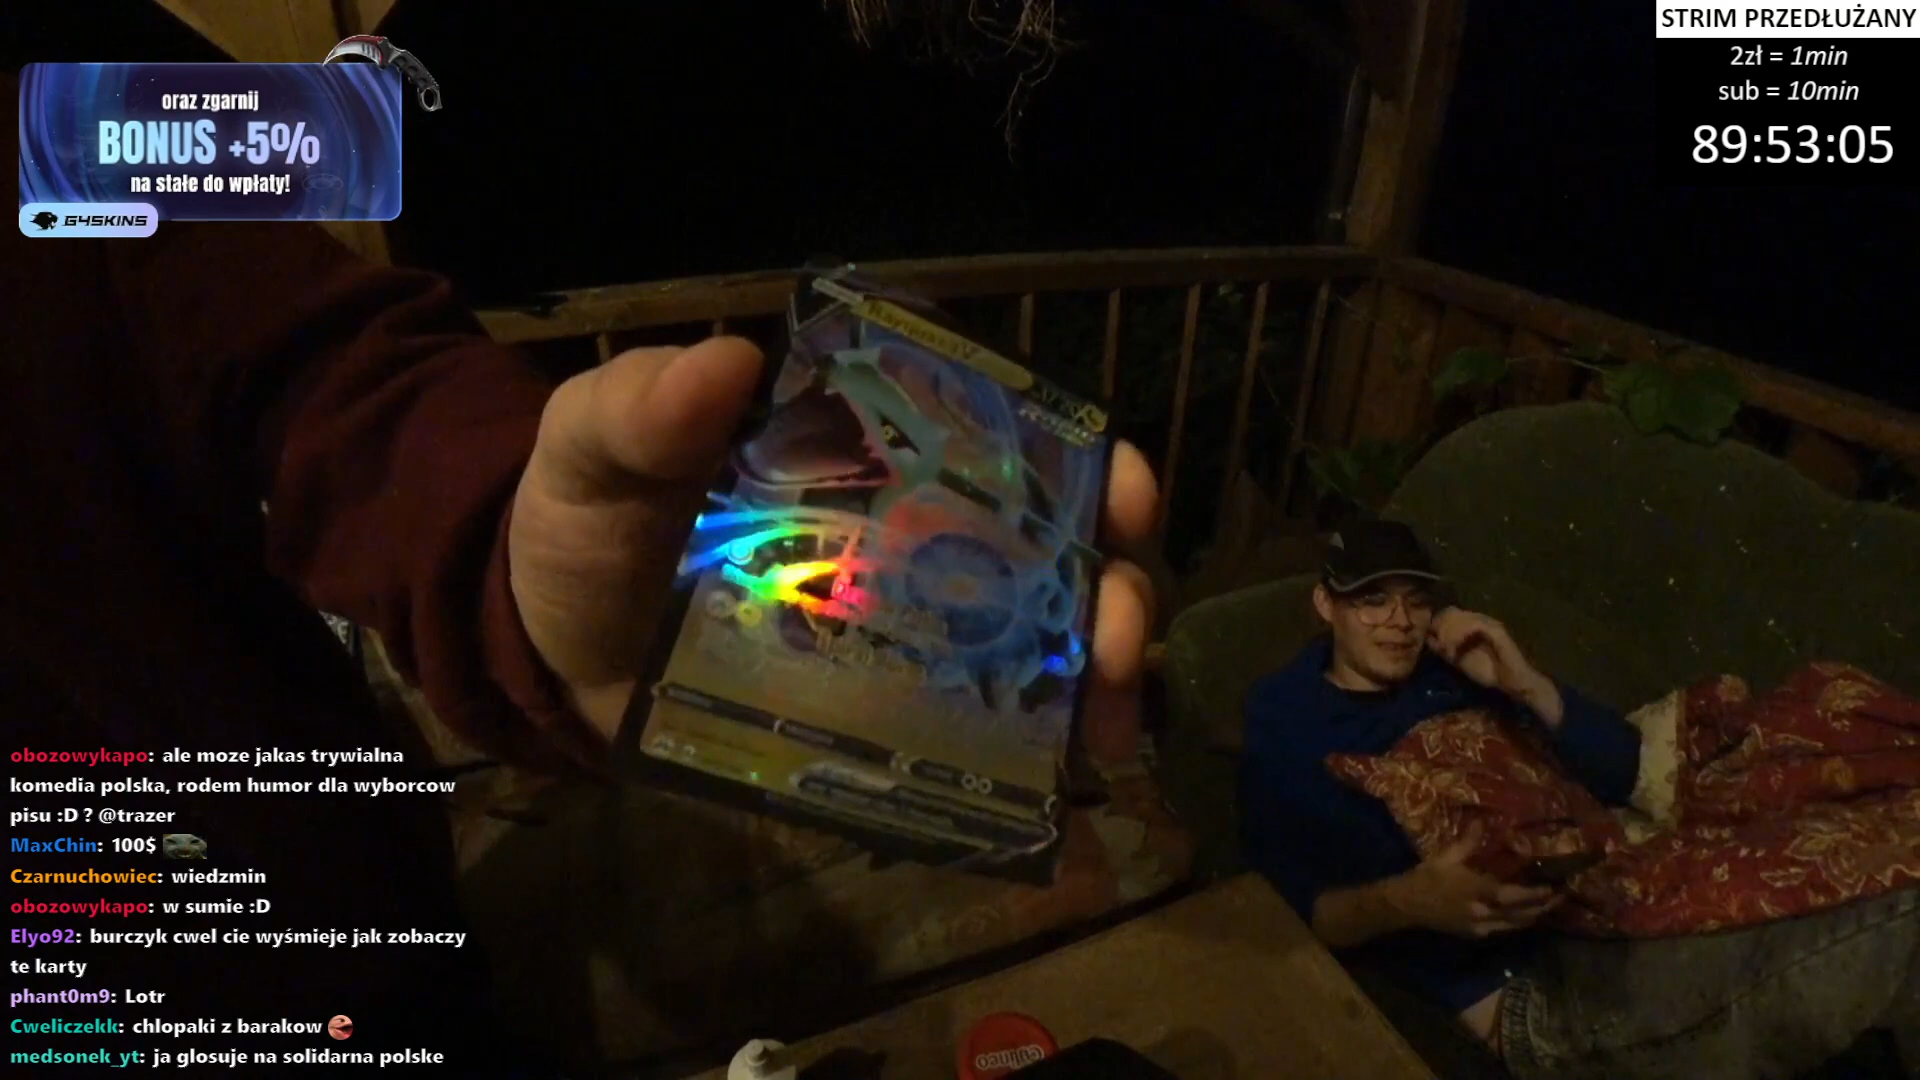 STRIM PRZEDŁUŻANY
2zł = 1min
sub = 10min
89:53:05
oraz zgarnij
BONUS +5%
na stałe do wpłaty!
G4SKINS
obozowykapo: ale moze jakas trywialna
komedia polska, rodem humor dla wyborcow
pisu :D ? @trazer
MaxChin: 100$
Czarnuchowiec: wiedzmin
obozowykapo: w sumie :D
Elyo92: burczyk cwel cie wyśmieje jak zobaczy
te karty
phant0m9: Lotr
Cweliczekk: chlopaki z barakow
medsonek_yt: ja glosuje na solidarna polske